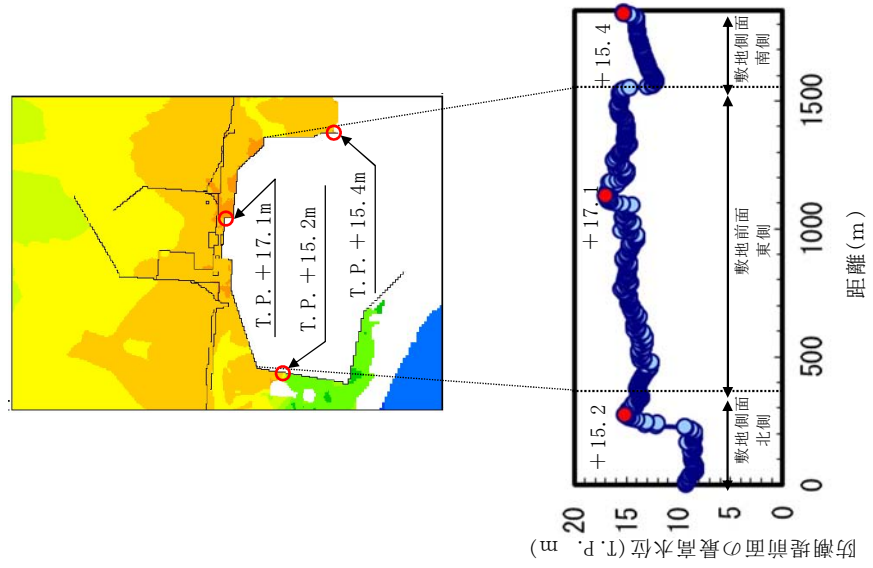 T.P.+17.1m
T.P.+15.2m
T.P.+15.4m
防潮堤前面の最高水位(T.P. m)
20
15
10
5
0
+15.2
+17.1
+15.4
敷地側面
北側
敷地前面
東側
敷地側面
南側
0
500
1000
1500
距離(m)